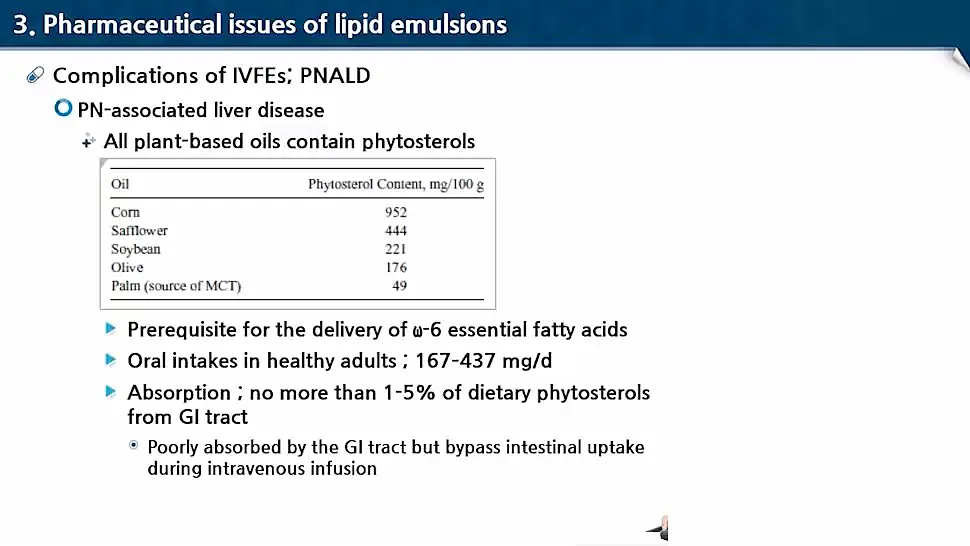 3. Pharmaceutical issues of lipid emulsions
Complications of IVFEs; PNALD
PN-associated liver disease
All plant-based oils contain phytosterols
Oil Phytosterol Content, mg/100 g
Corn 952
Safflower 444
Soybean 221
Olive 176
Palm (source of MCT) 49
Prerequisite for the delivery of ω-6 essential fatty acids
Oral intakes in healthy adults ; 167-437 mg/d
Absorption ; no more than 1-5% of dietary phytosterols
from GI tract
Poorly absorbed by the GI tract but bypass intestinal uptake
during intravenous infusion